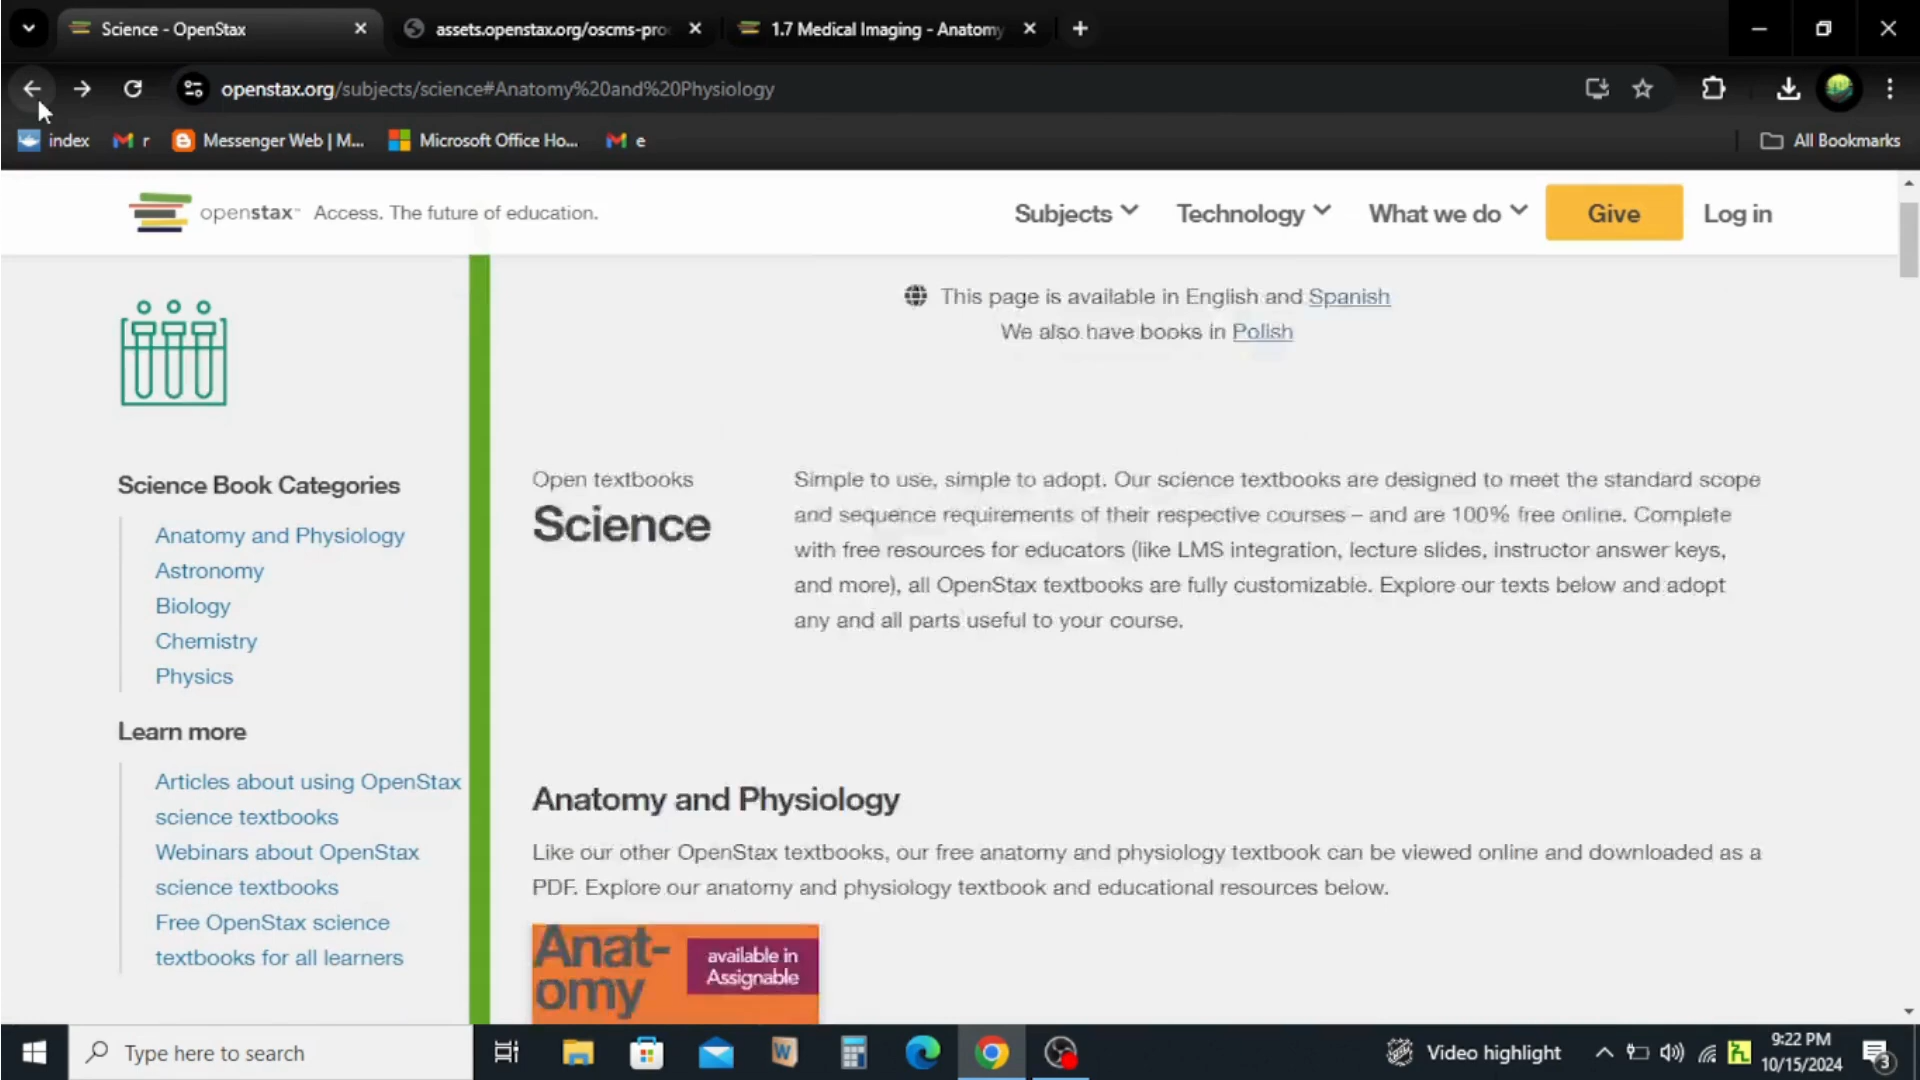 Science - OpenStax
assets.openstax.org/oscms-pro
1.7 Medical Imaging - Anatomy
openstax.org/subjects/science#Anatomy%20and%20Physiology
index
r
Messenger Web | M...
Microsoft Office Ho...
e
All Bookmarks
openstax™ Access. The future of education.
Subjects
Technology
What we do
Give
Log in
This page is available in English and Spanish
We also have books in Polish
Science Book Categories
Anatomy and Physiology
Astronomy
Biology
Chemistry
Physics
Learn more
Articles about using OpenStax
science textbooks
Webinars about OpenStax
science textbooks
Free OpenStax science
textbooks for all learners
Open textbooks
Science
Simple to use, simple to adopt. Our science textbooks are designed to meet the standard scope
and sequence requirements of their respective courses – and are 100% free online. Complete
with free resources for educators (like LMS integration, lecture slides, instructor answer keys,
and more), all OpenStax textbooks are fully customizable. Explore our texts below and adopt
any and all parts useful to your course.
Anatomy and Physiology
Like our other OpenStax textbooks, our free anatomy and physiology textbook can be viewed online and downloaded as a
PDF. Explore our anatomy and physiology textbook and educational resources below.
Anat-
omy
available in
Assignable
Type here to search
Video highlight
9:22 PM
10/15/2024
3